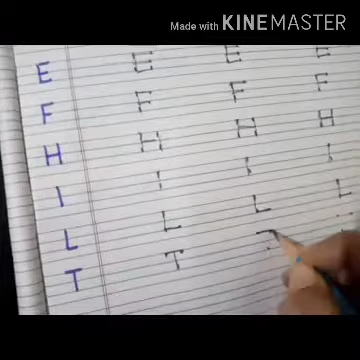 Made with KINEMASTER
E E E E
F F F F
H H H H
I I I I
L L L L
T T T